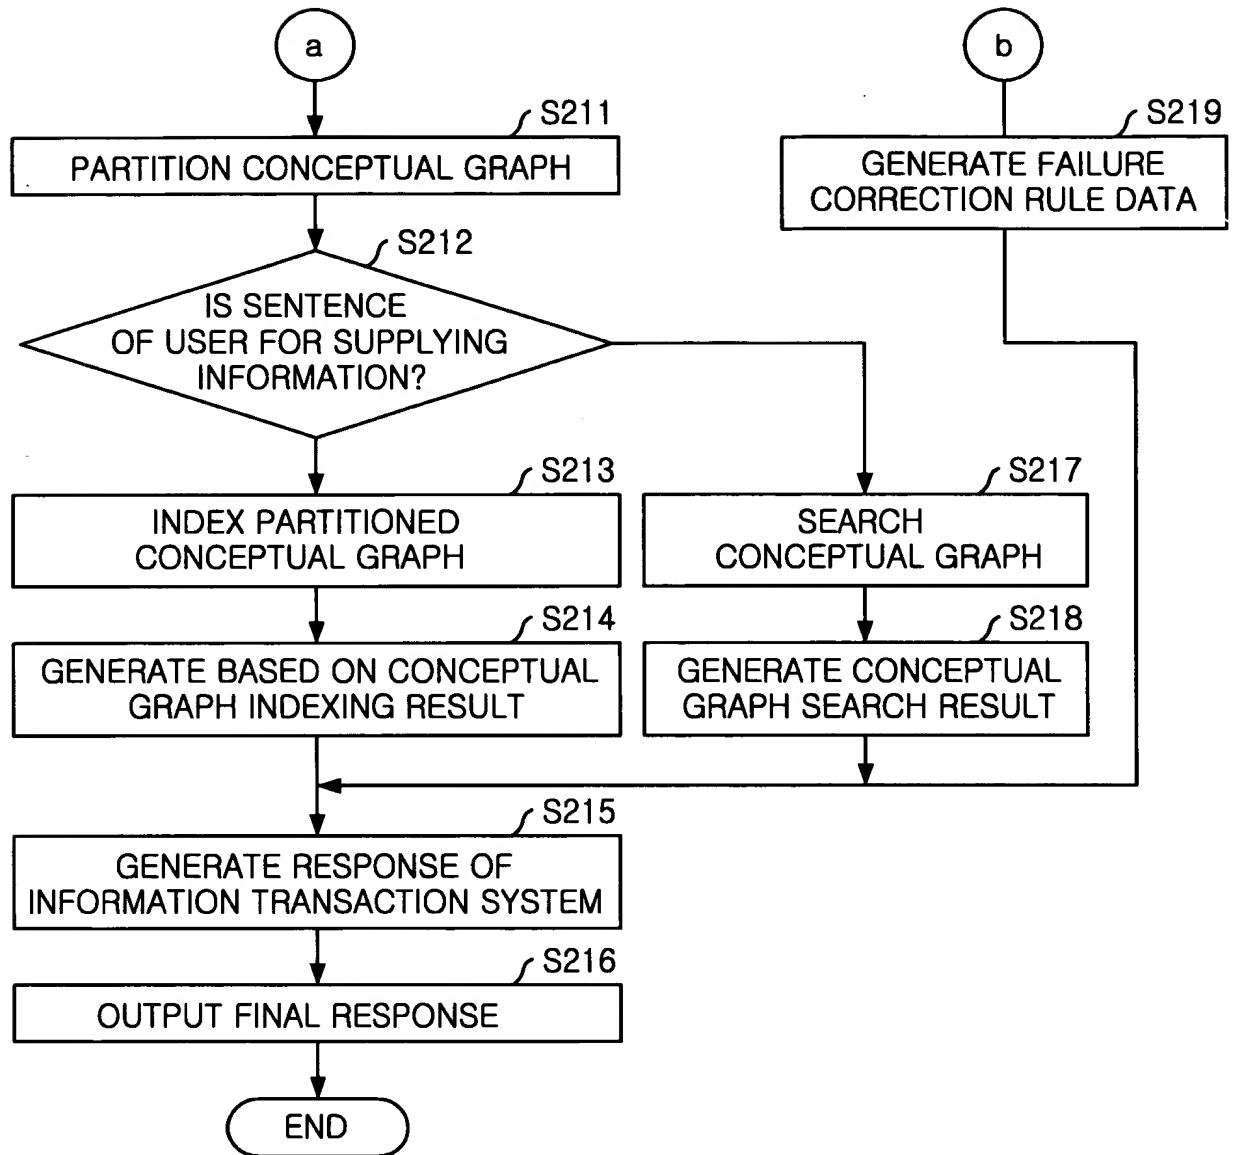 a
b
S211
PARTITION CONCEPTUAL GRAPH
S219
GENERATE FAILURE
CORRECTION RULE DATA
S212
IS SENTENCE
OF USER FOR SUPPLYING
INFORMATION?
S213
INDEX PARTITIONED
CONCEPTUAL GRAPH
S217
SEARCH
CONCEPTUAL GRAPH
S214
GENERATE BASED ON CONCEPTUAL
GRAPH INDEXING RESULT
S218
GENERATE CONCEPTUAL
GRAPH SEARCH RESULT
S215
GENERATE RESPONSE OF
INFORMATION TRANSACTION SYSTEM
S216
OUTPUT FINAL RESPONSE
END